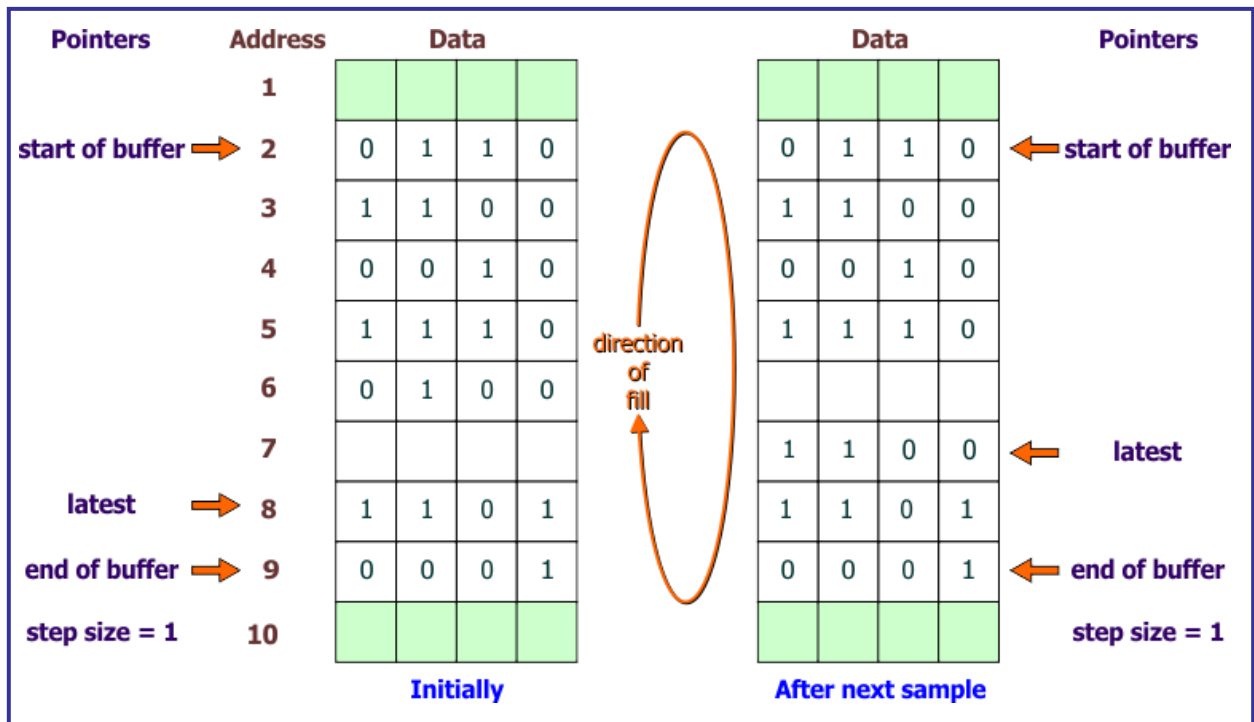 Pointers Address Data Data Pointers
1
start of buffer 2 0 1 1 0 0 1 1 0 start of buffer
3 1 1 0 0 1 1 0 0
4 0 0 1 0 0 0 1 0
5 1 1 1 0 direction 1 1 1 0
of
6 0 1 0 0 fill
7 1 1 0 0 latest
latest 8 1 1 0 1 1 1 0 1
end of buffer 9 0 0 0 1 0 0 0 1 end of buffer
step size = 1 10 step size = 1
Initially After next sample